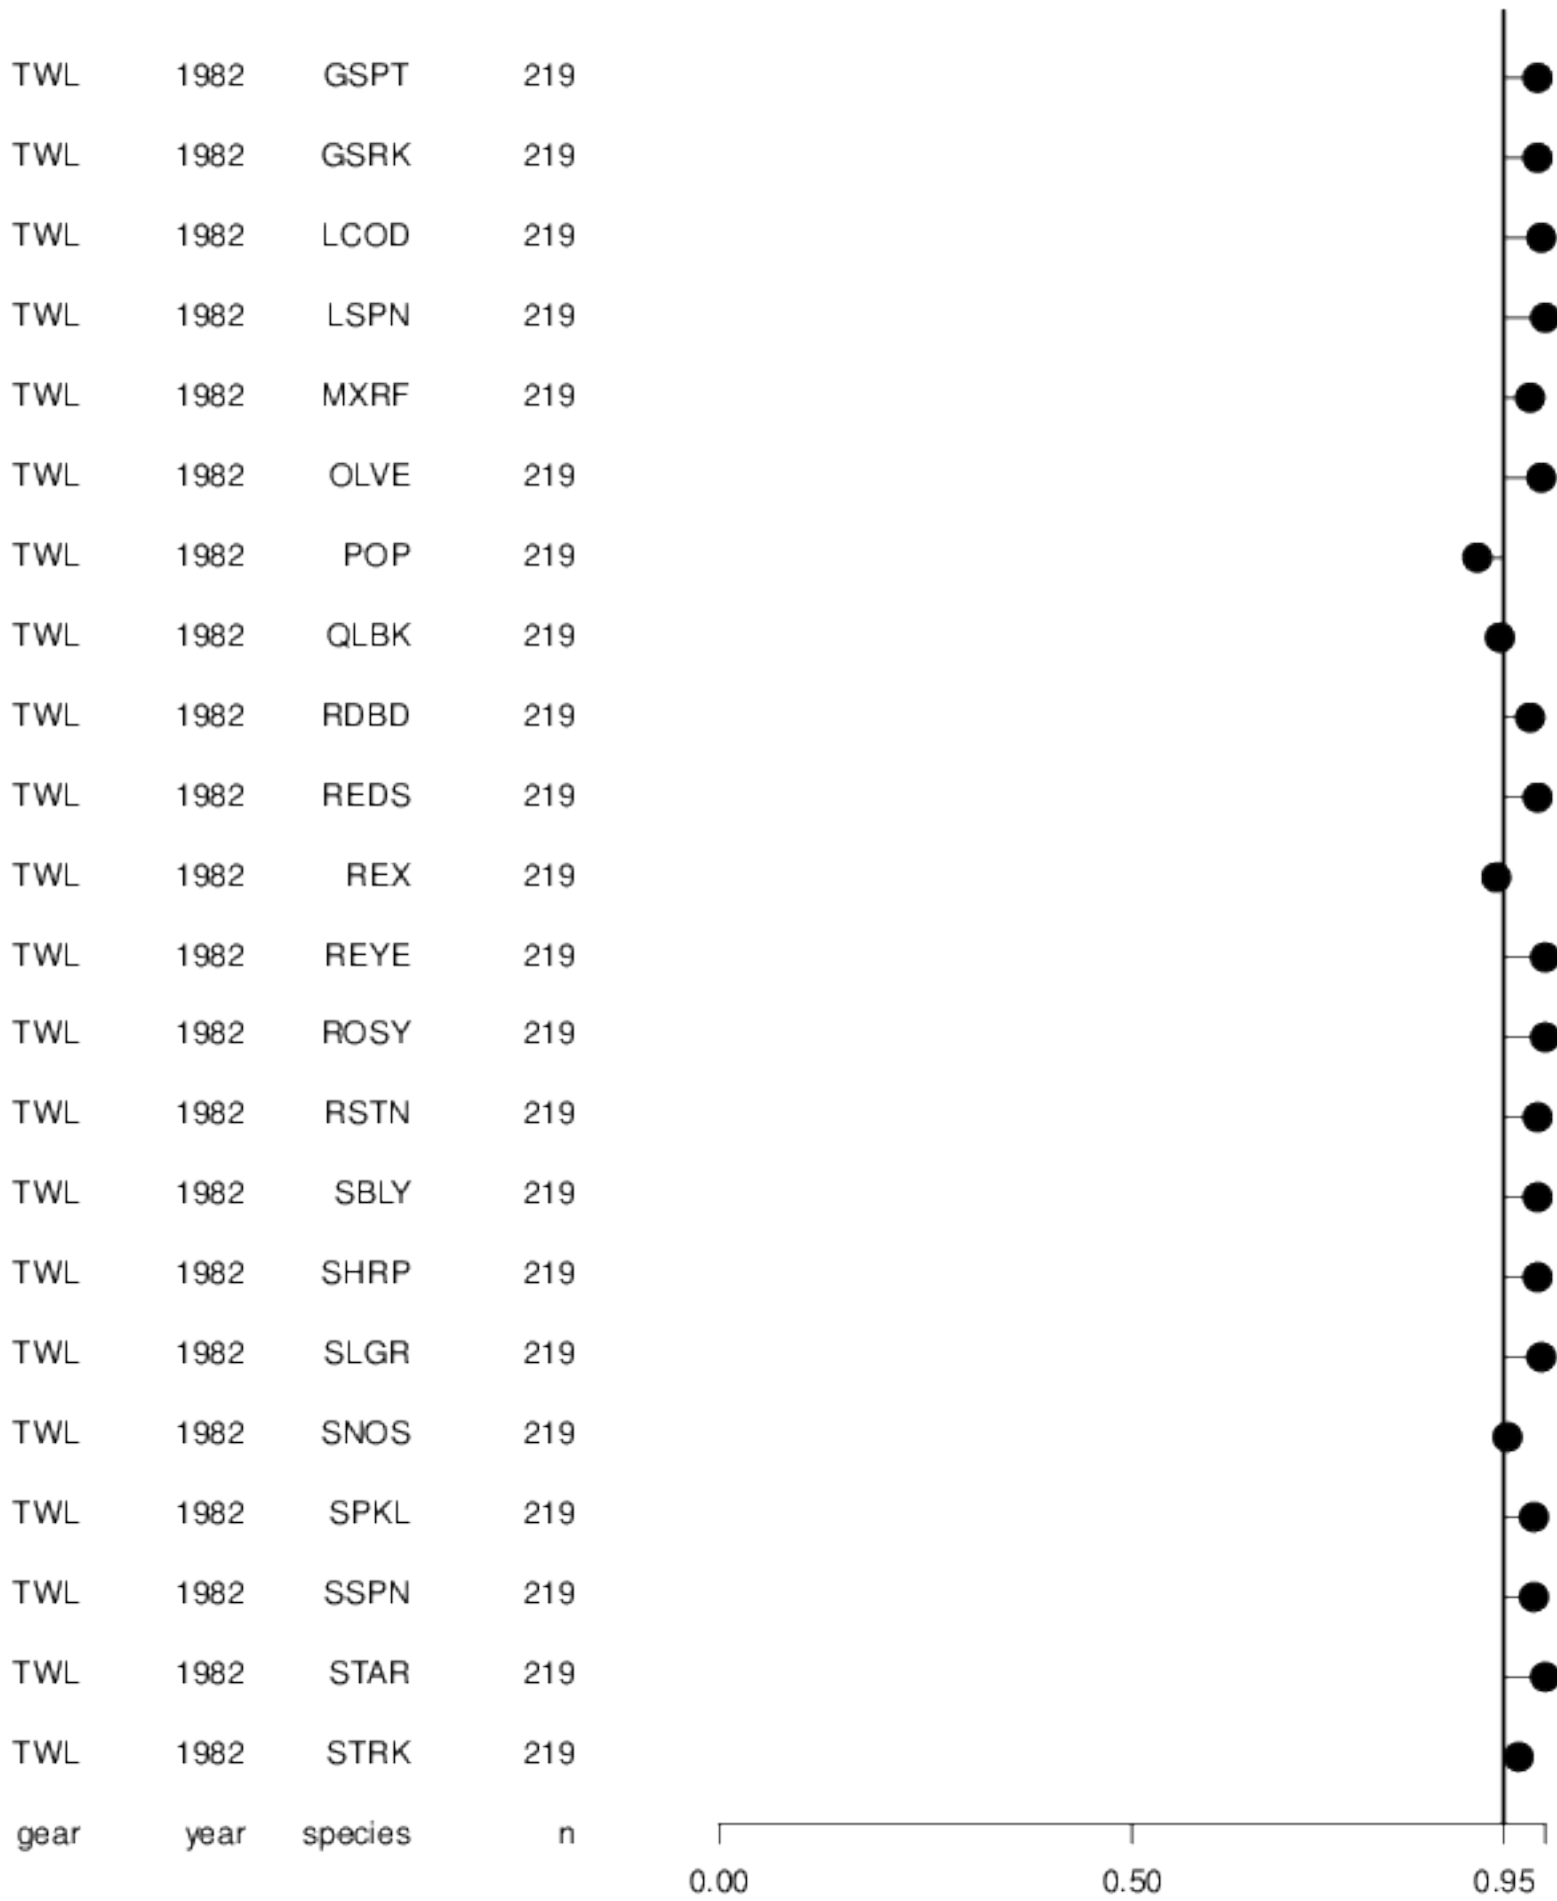 TWL 1982 GSPT 219
TWL 1982 GSRK 219
TWL 1982 LCOD 219
TWL 1982 LSPN 219
TWL 1982 MXRF 219
TWL 1982 OLVE 219
TWL 1982 POP 219
TWL 1982 QLBK 219
TWL 1982 RDBD 219
TWL 1982 REDS 219
TWL 1982 REX 219
TWL 1982 REYE 219
TWL 1982 ROSY 219
TWL 1982 RSTN 219
TWL 1982 SBLY 219
TWL 1982 SHRP 219
TWL 1982 SLGR 219
TWL 1982 SNOS 219
TWL 1982 SPKL 219
TWL 1982 SSPN 219
TWL 1982 STAR 219
TWL 1982 STRK 219
gear year species n
0.00 0.50 0.95